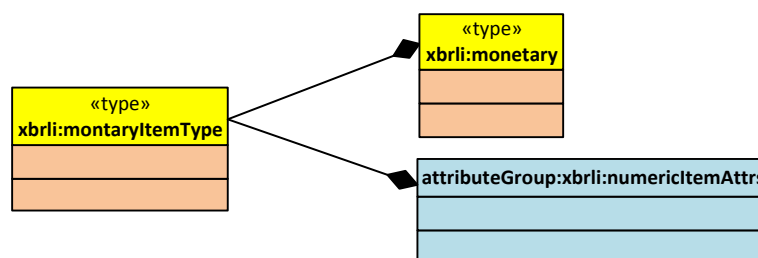 «type»
xbrli:monetary
«type»
xbrli:montaryItemType
attributeGroup:xbrli:numericItemAttrs